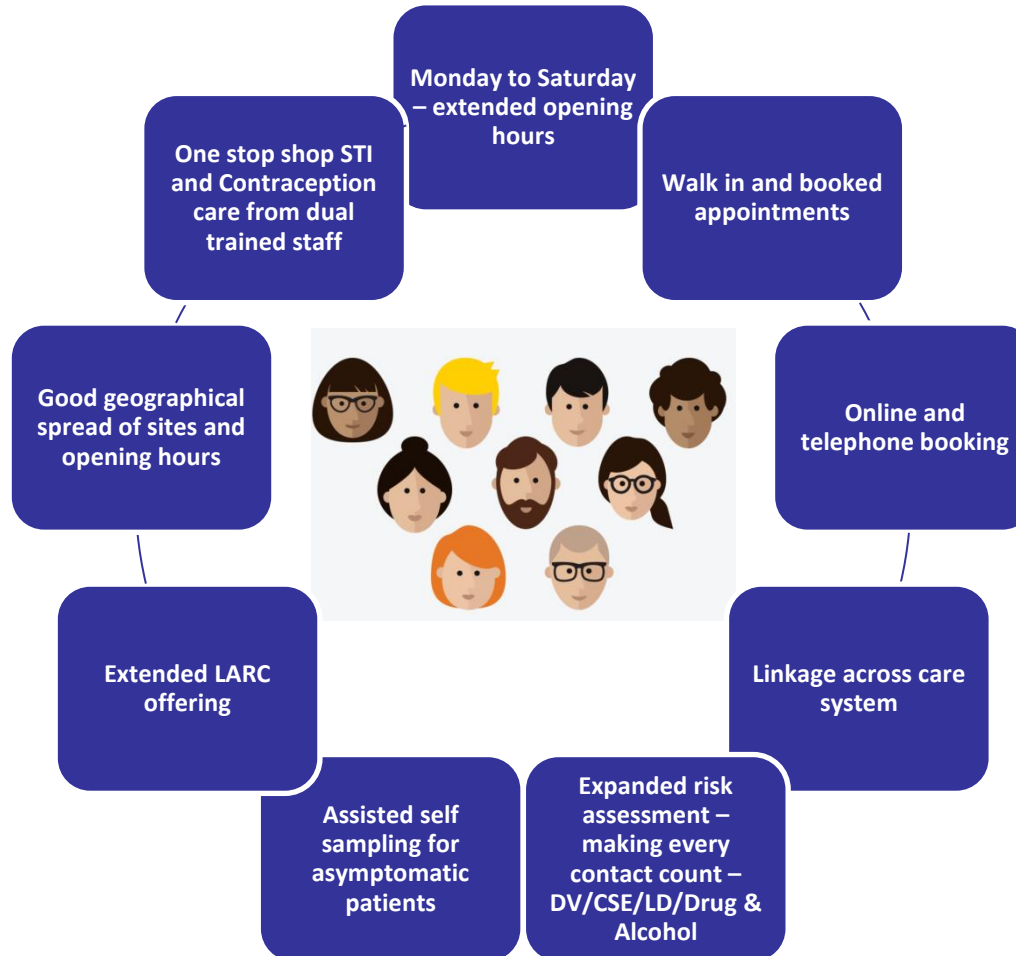 Monday to Saturday
– extended opening
hours
Walk in and booked
appointments
Online and
telephone booking
Linkage across care
system
Expanded risk
assessment –
making every
contact count –
DV/CSE/LD/Drug &
Alcohol
Assisted self
sampling for
asymptomatic
patients
Extended LARC
offering
Good geographical
spread of sites and
opening hours
One stop shop STI
and Contraception
care from dual
trained staff